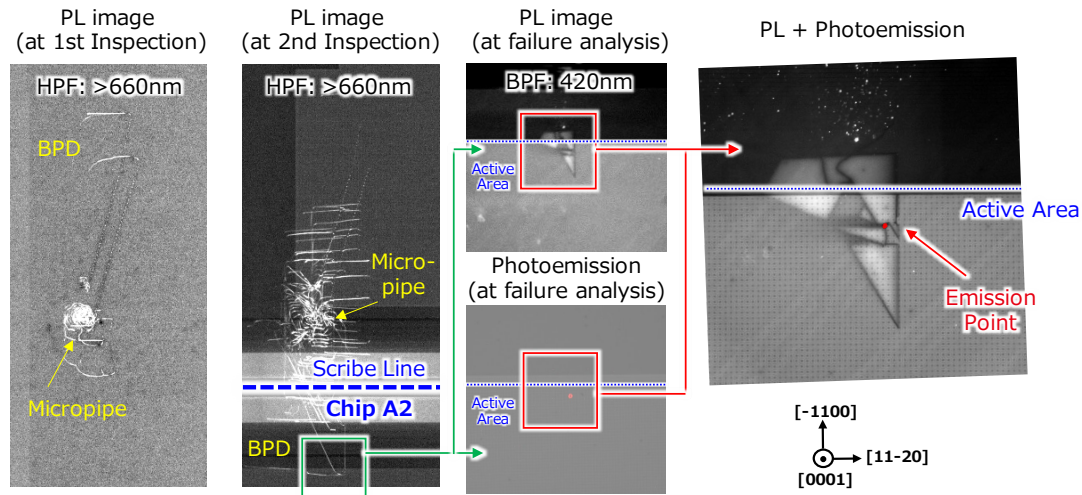 PL image
(at 1st Inspection)
HPF: >660nm
BPD
Micropipe
PL image
(at 2nd Inspection)
HPF: >660nm
Micro-
pipe
Scribe Line
Chip A2
BPD
PL image
(at failure analysis)
BPF: 420nm
Active
Area
Photoemission
(at failure analysis)
Active
Area
PL + Photoemission
Active Area
Emission
Point
[-1100]
[11-20]
[0001]